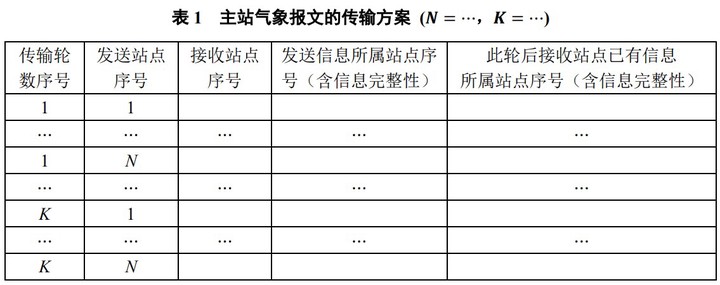 表 1 主站气象报文的传输方案 (N = ⋯，K = ⋯)
传输轮 发送站点 接收站点 发送信息所属站点序 此轮后接收站点已有信息
数序号 序号 序号 号（含信息完整性） 所属站点序号（含信息完整性）
1 1
… … … … …
1 N
… … … … …
K 1
… … … … …
K N